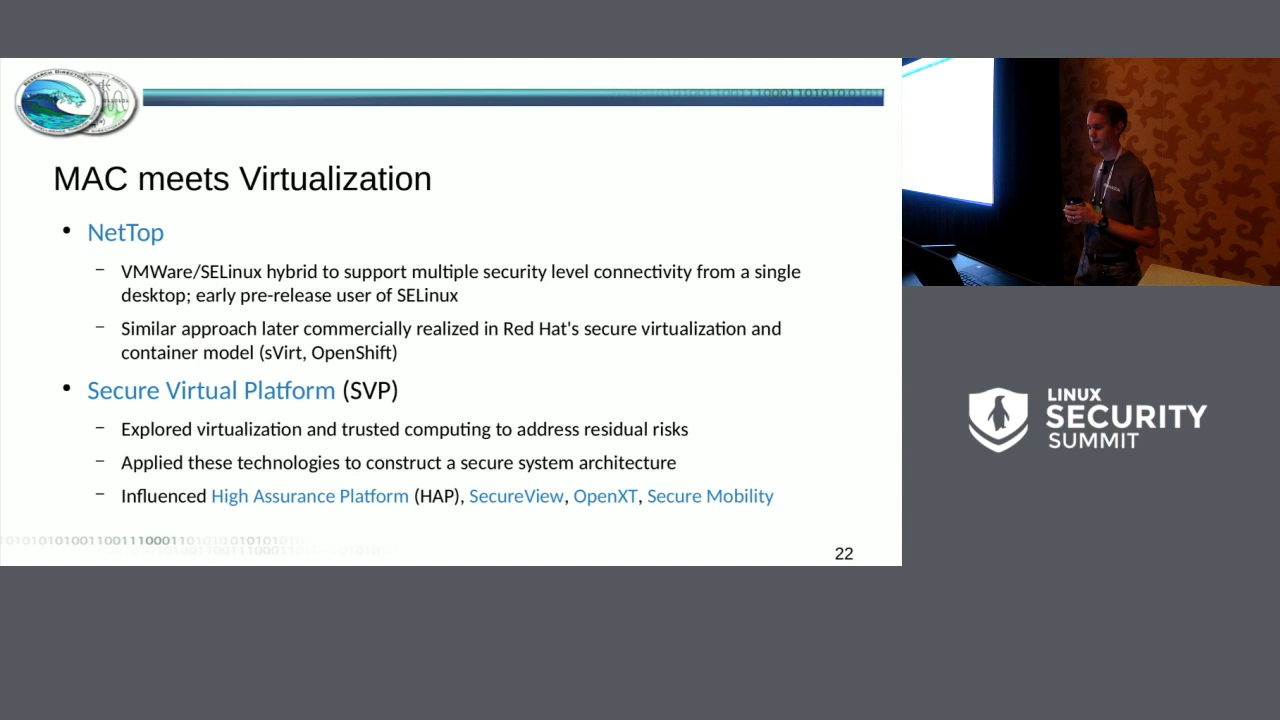 MAC meets Virtualization
• NetTop
– VMWare/SELinux hybrid to support multiple security level connectivity from a single
desktop; early pre-release user of SELinux
– Similar approach later commercially realized in Red Hat's secure virtualization and
container model (sVirt, OpenShift)
• Secure Virtual Platform (SVP)
– Explored virtualization and trusted computing to address residual risks
– Applied these technologies to construct a secure system architecture
– Influenced High Assurance Platform (HAP), SecureView, OpenXT, Secure Mobility
22
LINUX
SECURITY
SUMMIT